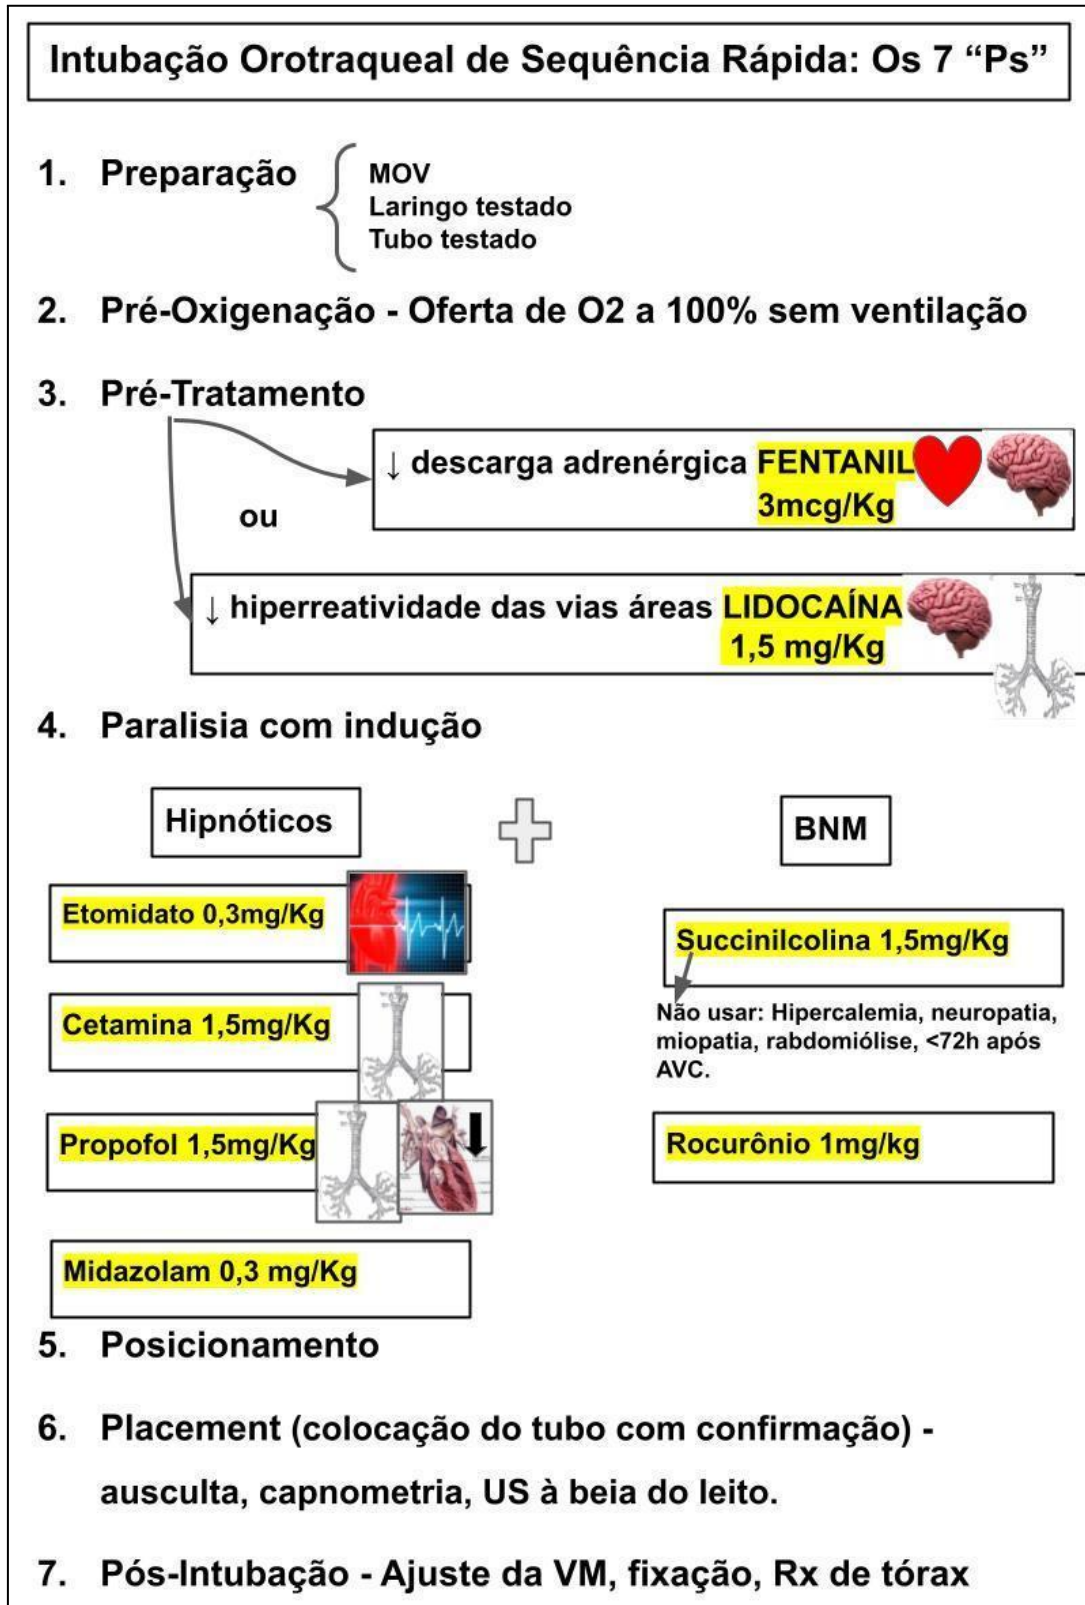 Intubação Orotraqueal de Sequência Rápida: Os 7 “Ps”
1. Preparação
MOV
Laringo testado
Tubo testado
2. Pré-Oxigenação - Oferta de O2 a 100% sem ventilação
3. Pré-Tratamento
↓ descarga adrenérgica FENTANIL
3mcg/Kg
ou
↓ hiperreatividade das vias áreas LIDOCAÍNA
1,5 mg/Kg
4. Paralisia com indução
Hipnóticos
BNM
Etomidato 0,3mg/Kg
Cetamina 1,5mg/Kg
Propofol 1,5mg/Kg
Midazolam 0,3 mg/Kg
Succinilcolina 1,5mg/Kg
Não usar: Hipercalemia, neuropatia,
miopatia, rabdomiólise, <72h após
AVC.
Rocurônio 1mg/kg
5. Posicionamento
6. Placement (colocação do tubo com confirmação) -
ausculta, capnometria, US à beia do leito.
7. Pós-Intubação - Ajuste da VM, fixação, Rx de tórax